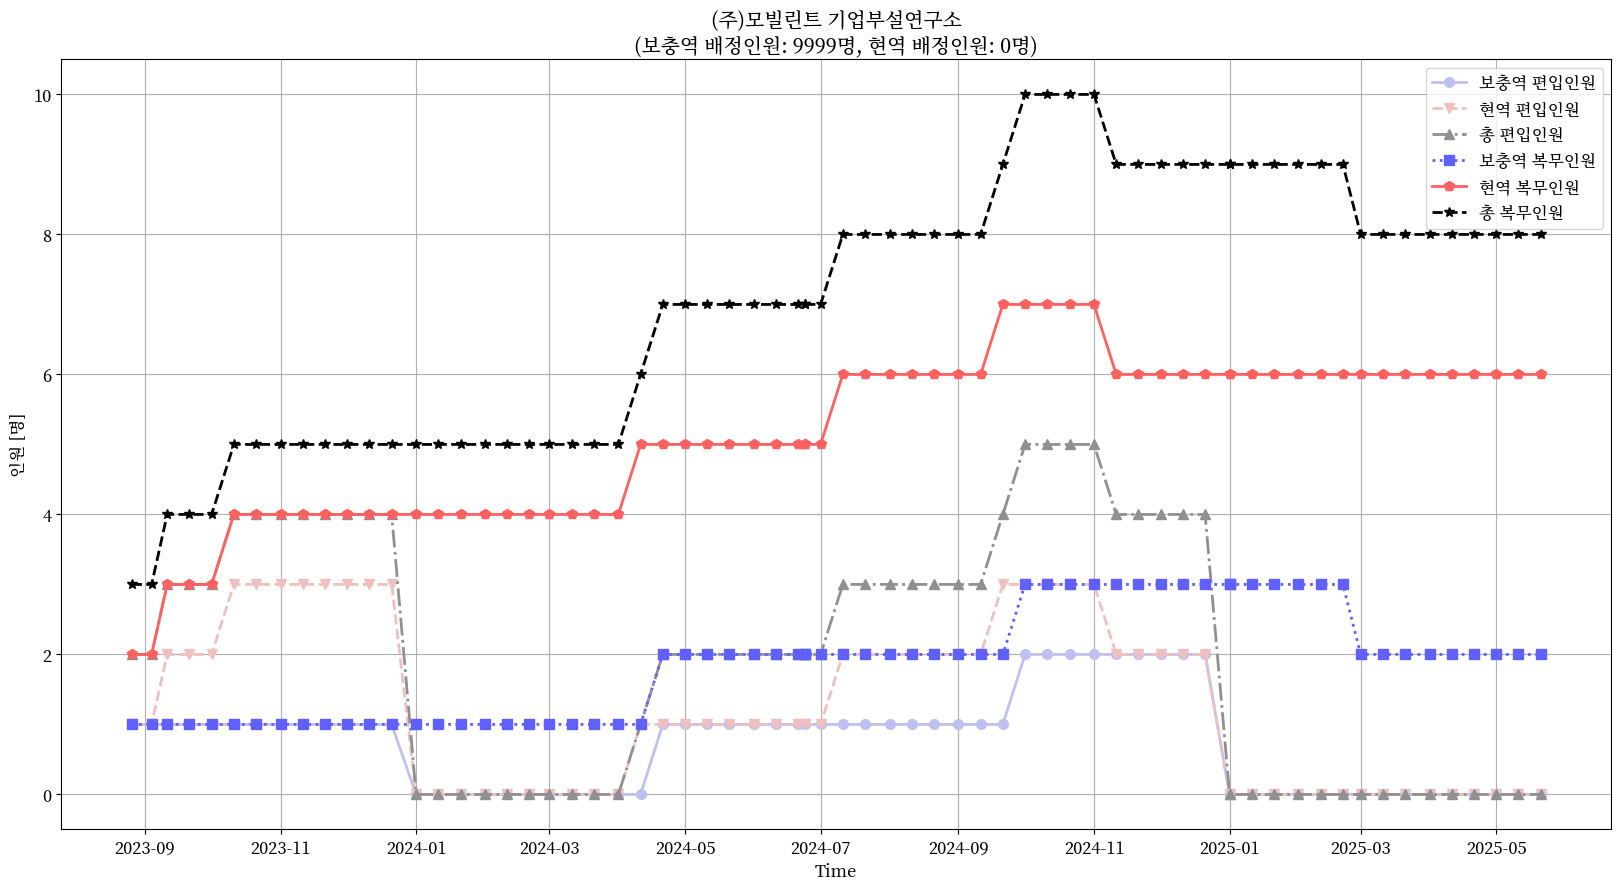 (주)모빌린트 기업부설연구소
(보충역 배정인원: 9999명, 현역 배정인원: 0명)
보충역 편입인원
현역 편입인원
총 편입인원
보충역 복무인원
현역 복무인원
총 복무인원
인원 [명]
10
8
6
4
2
0
2023-09
2023-11
2024-01
2024-03
2024-05
2024-07
2024-09
2024-11
2025-01
2025-03
2025-05
Time